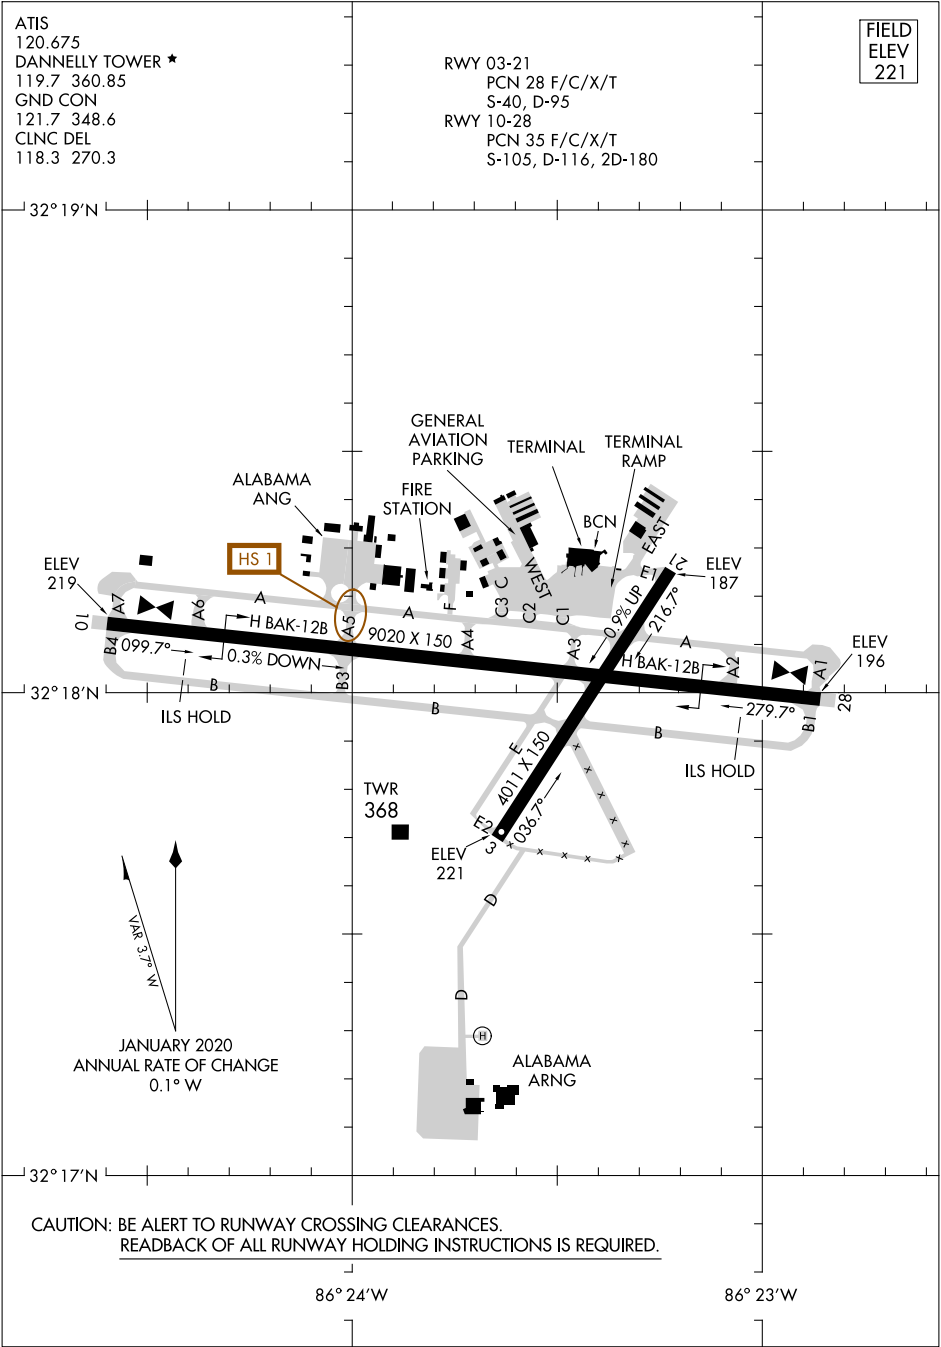 ATIS
120.675
DANNELLY TOWER ★
119.7 360.85
GND CON
121.7 348.6
CLNC DEL
118.3 270.3
RWY 03-21
PCN 28 F/C/X/T
S-40, D-95
RWY 10-28
PCN 35 F/C/X/T
S-105, D-116, 2D-180
FIELD
ELEV
221
32°19'N
GENERAL
AVIATION
PARKING
TERMINAL
TERMINAL
RAMP
ALABAMA
ANG
FIRE
STATION
BCN
HS 1
WEST
EAST
ELEV
219
ELEV
187
21
E1
A7
A6
A
A
A5
F
C
C3
C2
C1
0.9% UP
216.7°
10
H BAK-12B
9020 X 150
A4
A3
A
H BAK-12B
A2
A1
ELEV
196
B4
099.7°
0.3% DOWN
B3
32°18'N
B
ILS HOLD
B
B
279.7°
28
B1
ILS HOLD
E
4011 X 150
036.7°
TWR
368
E2
3
ELEV
221
D
VAR 3.7° W
D
H
JANUARY 2020
ANNUAL RATE OF CHANGE
0.1° W
ALABAMA
ARNG
32°17'N
CAUTION: BE ALERT TO RUNWAY CROSSING CLEARANCES.
READBACK OF ALL RUNWAY HOLDING INSTRUCTIONS IS REQUIRED.
86°24'W
86°23'W